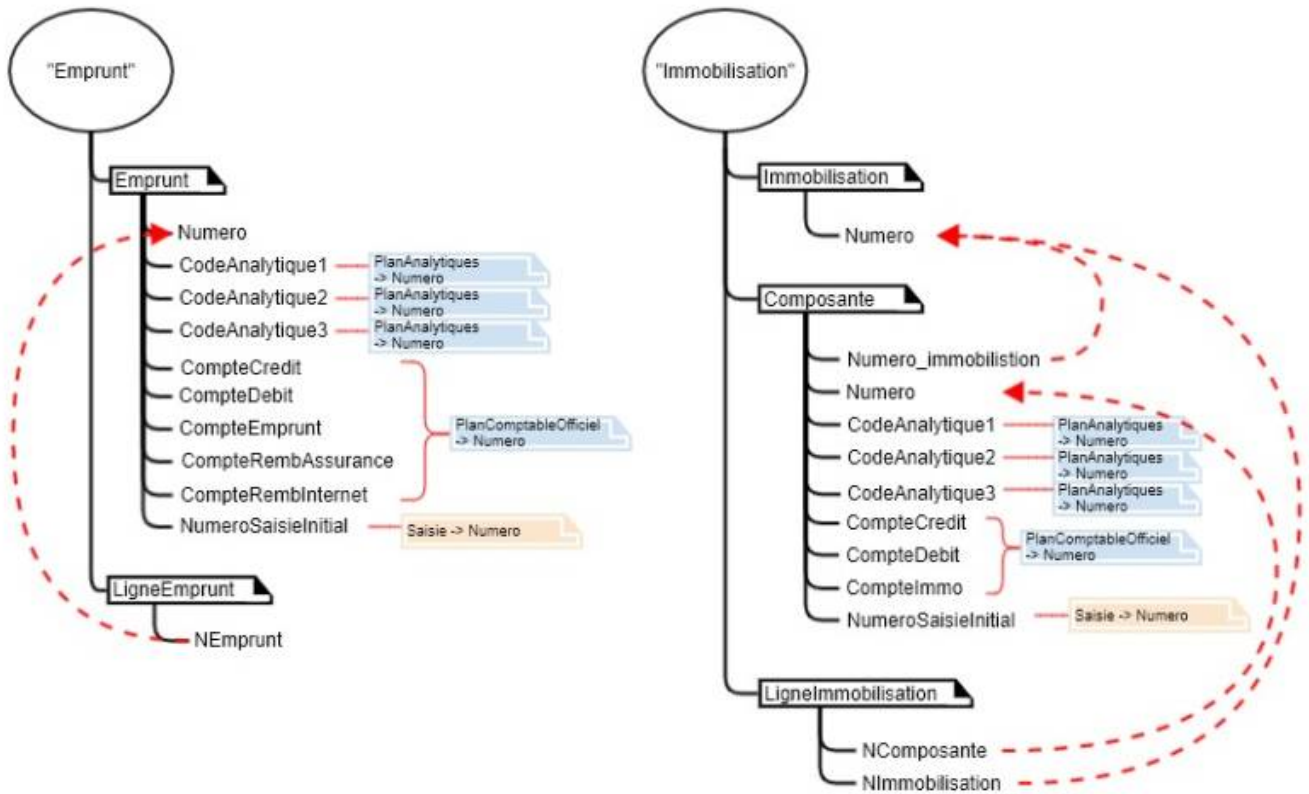 "Emprunt"
Emprunt
Numero
CodeAnalytique1
PlanAnalytiques
-> Numero
CodeAnalytique2
PlanAnalytiques
-> Numero
CodeAnalytique3
PlanAnalytiques
-> Numero
CompteCredit
CompteDebit
CompteEmprunt
CompteRembAssurance
CompteRembInternet
PlanComptableOfficiel
-> Numero
NumeroSaisieInitial
Saisie -> Numero
LigneEmprunt
NEmprunt
"Immobilisation"
Immobilisation
Numero
Composante
Numero_immobilistion
Numero
CodeAnalytique1
PlanAnalytiques
-> Numero
CodeAnalytique2
PlanAnalytiques
-> Numero
CodeAnalytique3
PlanAnalytiques
-> Numero
CompteCredit
CompteDebit
CompteImmo
PlanComptableOfficiel
-> Numero
NumeroSaisieInitial
Saisie -> Numero
LigneImmobilisation
NComposante
NImmobilisation